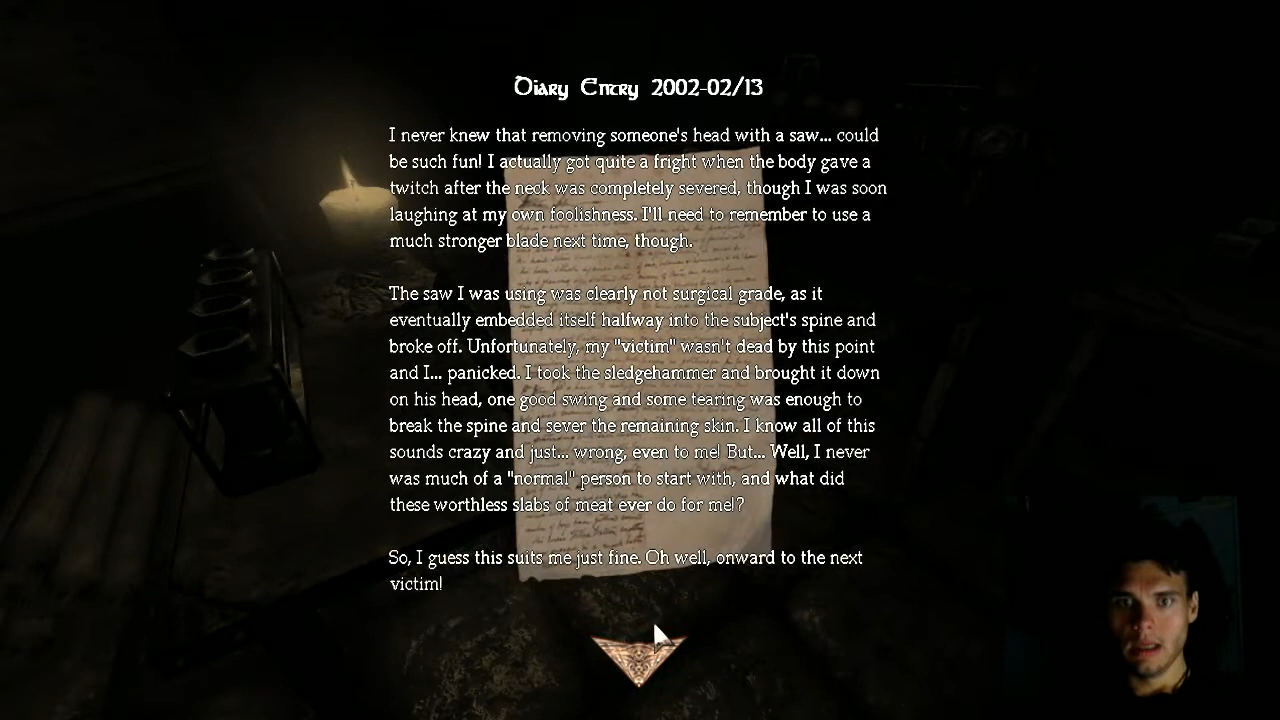 Diary Entry 2002-02/13
I never knew that removing someone's head with a saw... could
be such fun! I actually got quite a fright when the body gave a
twitch after the neck was completely severed, though I was soon
laughing at my own foolishness. I'll need to remember to use a
much stronger blade next time, though.
The saw I was using was clearly not surgical grade, as it
eventually embedded itself halfway into the subject's spine and
broke off. Unfortunately, my "victim" wasn't dead by this point
and I... panicked. I took the sledgehammer and brought it down
on his head, one good swing and some tearing was enough to
break the spine and sever the remaining skin. I know all of this
sounds crazy and just... wrong, even to me! But... Well, I never
was much of a "normal" person to start with, and what did
these worthless slabs of meat ever do for me!?
So, I guess this suits me just fine. Oh well, onward to the next
victim!